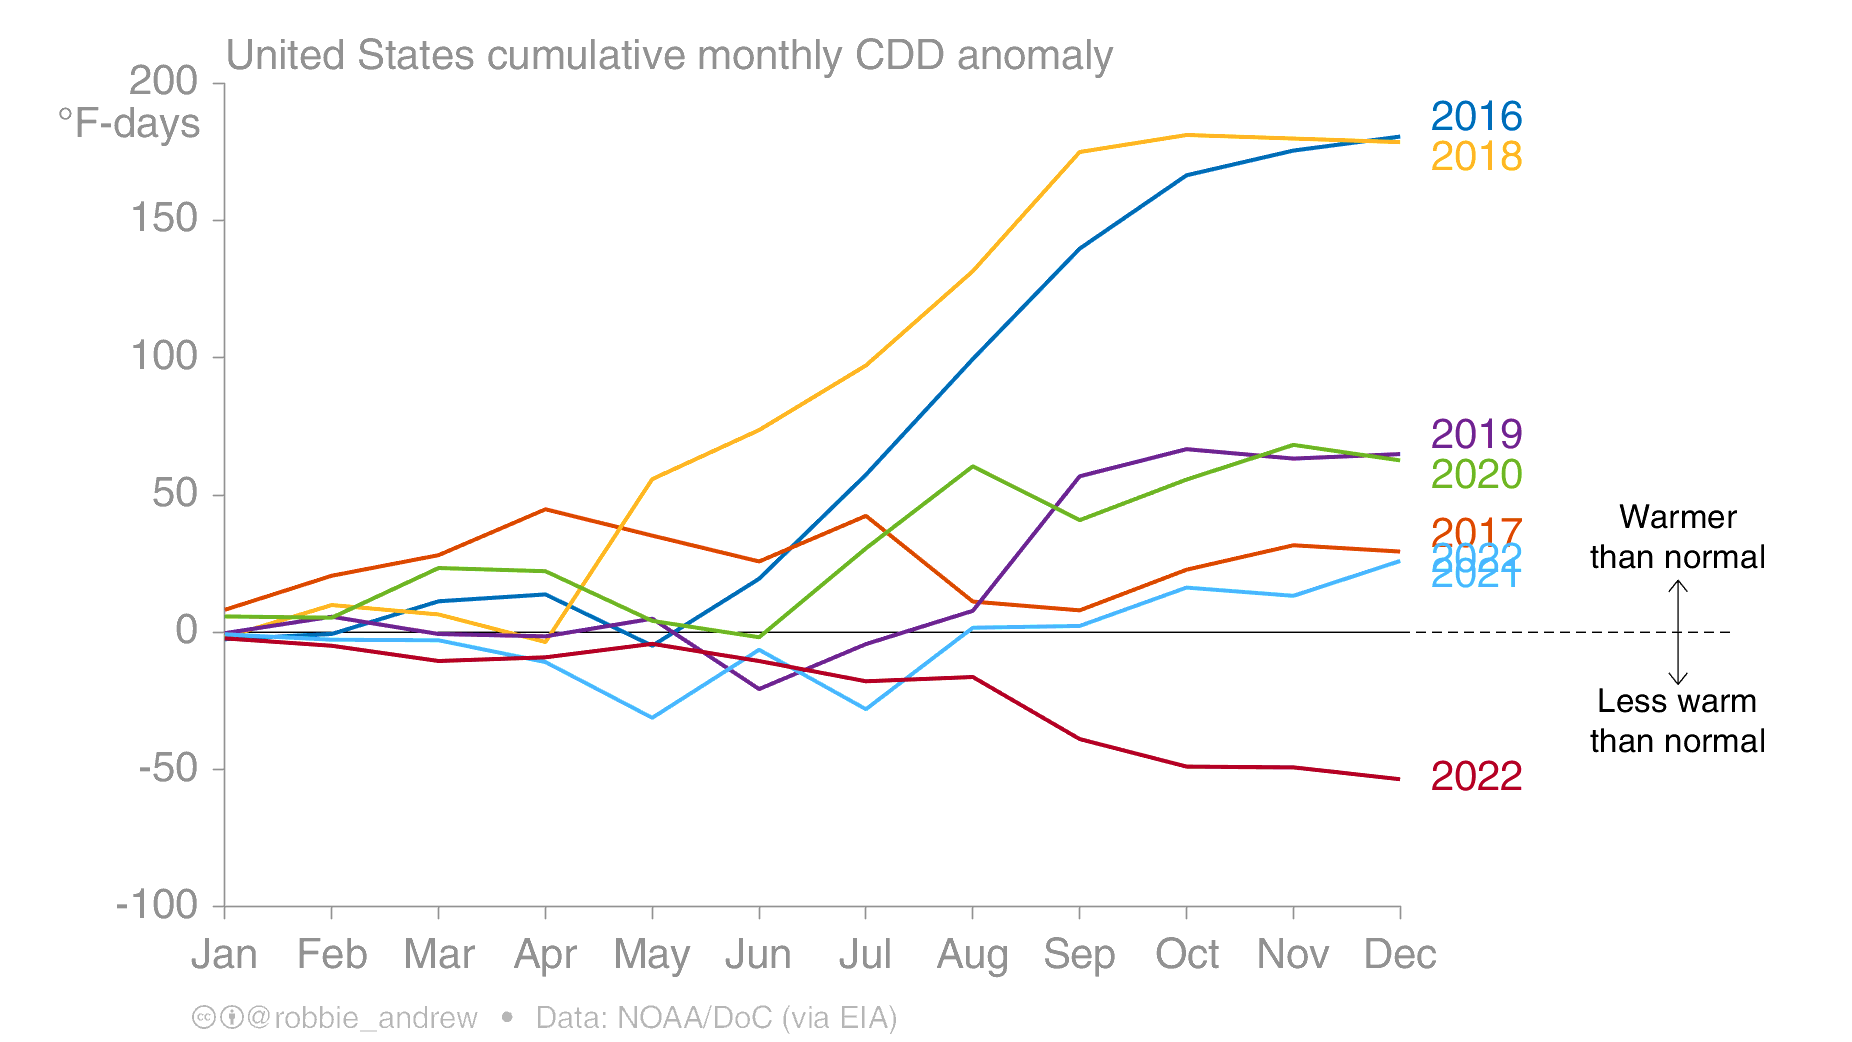 United States cumulative monthly CDD anomaly
200
°F-days
150
100
50
0
-50
-100
Jan Feb Mar Apr May Jun Jul Aug Sep Oct Nov Dec
2016
2018
2019
2020
2017
2022
2021
2022
Warmer
than normal
Less warm
than normal
@robbie_andrew • Data: NOAA/DoC (via EIA)